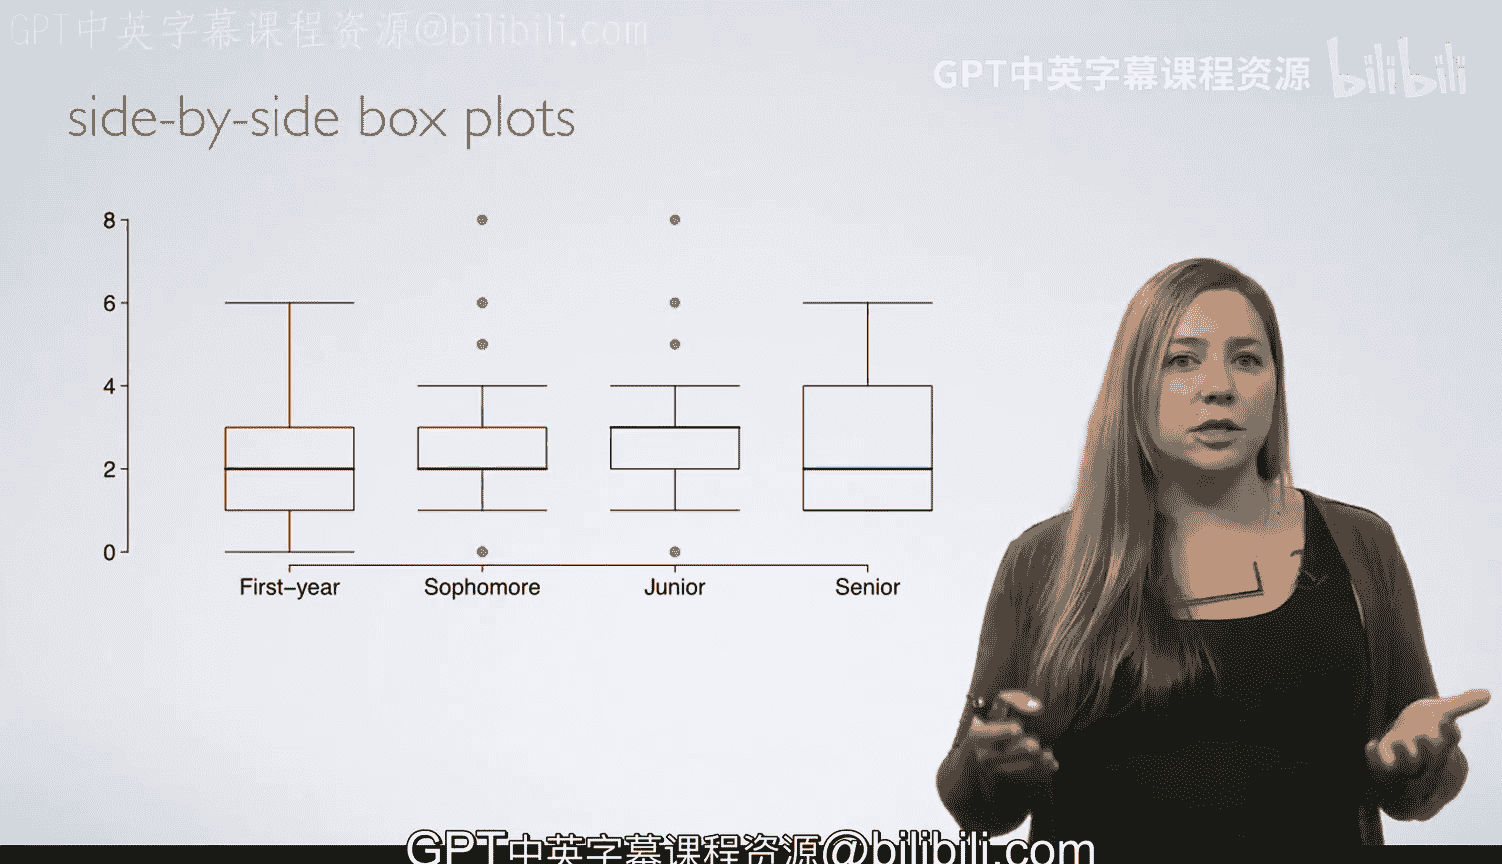 GPT中英字幕课程资源@bilibili.com
GPT中英字幕课程资源 bilibili
side-by-side box plots
8
6
4
2
0
First-year Sophomore Junior Senior
GPT中英字幕课程资源@bilibili.com